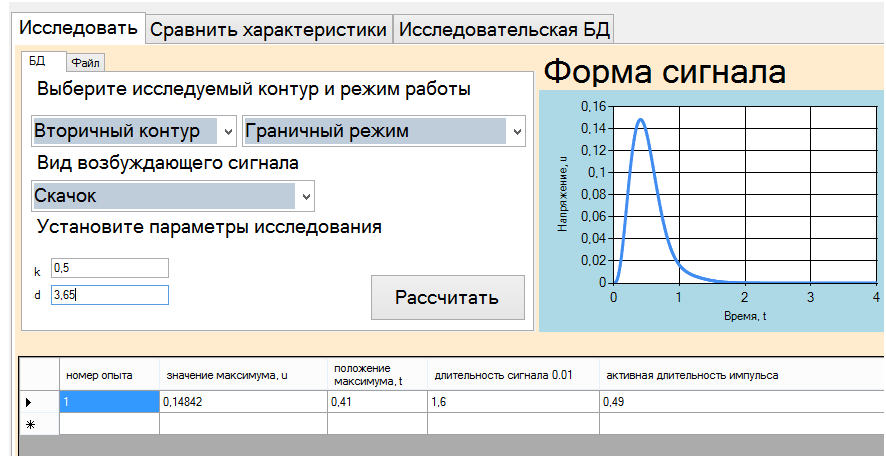 Исследовать Сравнить характеристики Исследовательская БД
БД Файл
Выберите исследуемый контур и режим работы
Вторичный контур Граничный режим
Вид возбуждающего сигнала
Скачок
Установите параметры исследования
k 0,5
d 3,65
Рассчитать
Форма сигнала
Напряжение, u
0,16
0,14
0,12
0,1
0,08
0,06
0,04
0,02
0
0 1 2 3 4
Время, t
номер опыта значение максимума, u положение максимума, t длительность сигнала 0.01 активная длительность импульса
1 0,14842 0,41 1,6 0,49